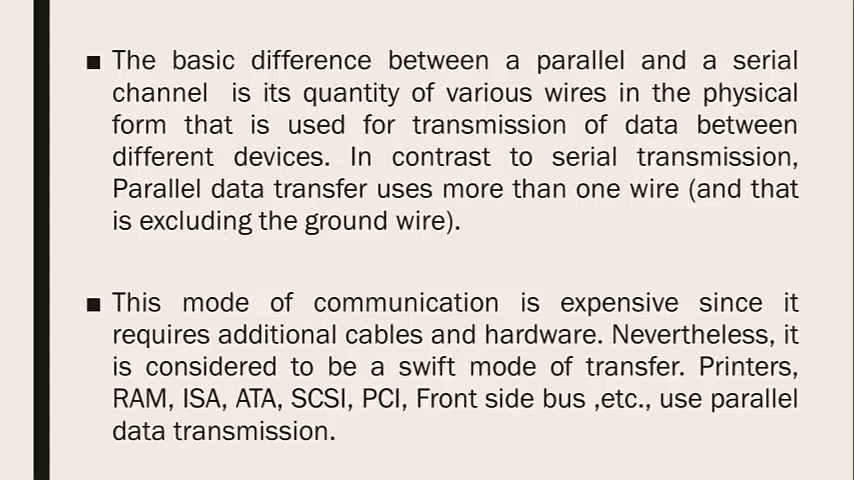 ■ The basic difference between a parallel and a serial
channel is its quantity of various wires in the physical
form that is used for transmission of data between
different devices. In contrast to serial transmission,
Parallel data transfer uses more than one wire (and that
is excluding the ground wire).
■ This mode of communication is expensive since it
requires additional cables and hardware. Nevertheless, it
is considered to be a swift mode of transfer. Printers,
RAM, ISA, ATA, SCSI, PCI, Front side bus ,etc., use parallel
data transmission.